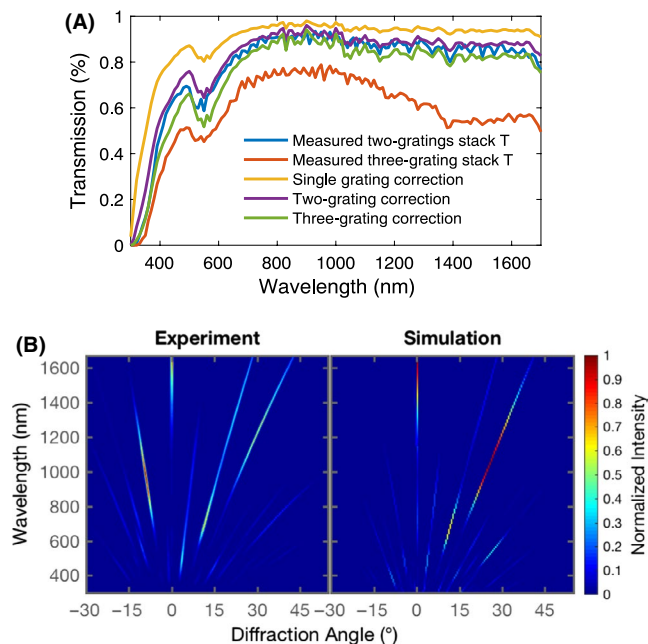 (A)
Transmission (%)
1
0.8
0.6
0.4
0.2
0
Measured two-gratings stack T
Measured three-grating stack T
Single grating correction
Two-grating correction
Three-grating correction
400 600 800 1000 1200 1400 1600
Wavelength (nm)
(B)
Experiment Simulation
Wavelength (nm)
1600
1400
1200
1000
800
600
400
−30 −15 0 15 30 45 −30 −15 0 15 30 45
Diffraction Angle (°)
1
0.9
0.8
0.7
0.6
0.5
0.4
0.3
0.2
0.1
0
Normalized Intensity